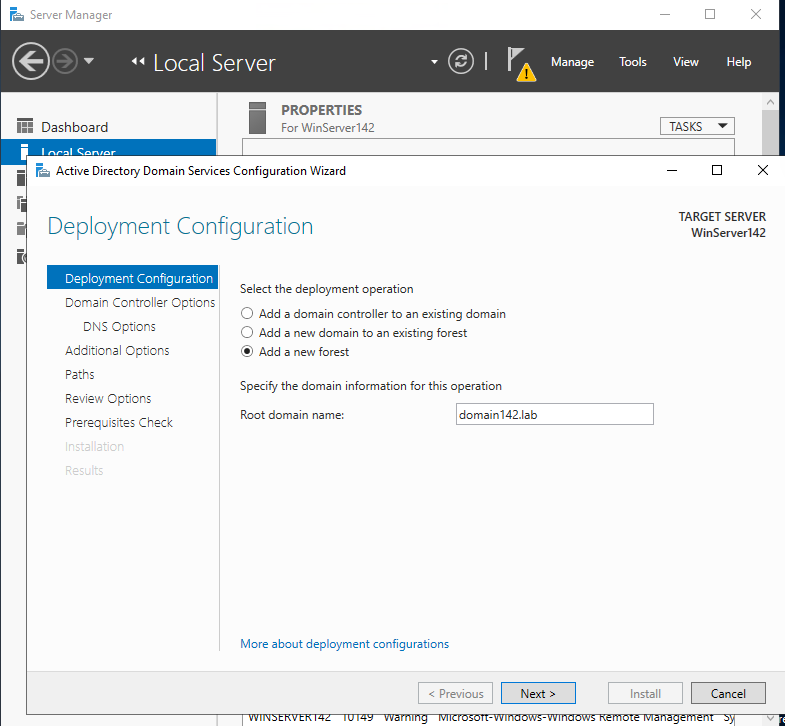 Server Manager
Local Server
Manage Tools View Help
Dashboard
Local Server
PROPERTIES
For WinServer142
TASKS
Active Directory Domain Services Configuration Wizard
Deployment Configuration
TARGET SERVER
WinServer142
Deployment Configuration
Domain Controller Options
DNS Options
Additional Options
Paths
Review Options
Prerequisites Check
Installation
Results
Select the deployment operation
Add a domain controller to an existing domain
Add a new domain to an existing forest
Add a new forest
Specify the domain information for this operation
Root domain name: domain142.lab
More about deployment configurations
< Previous Next > Install Cancel
WINSERVER142 10149 Warning Microsoft-Windows-Windows Remote Management